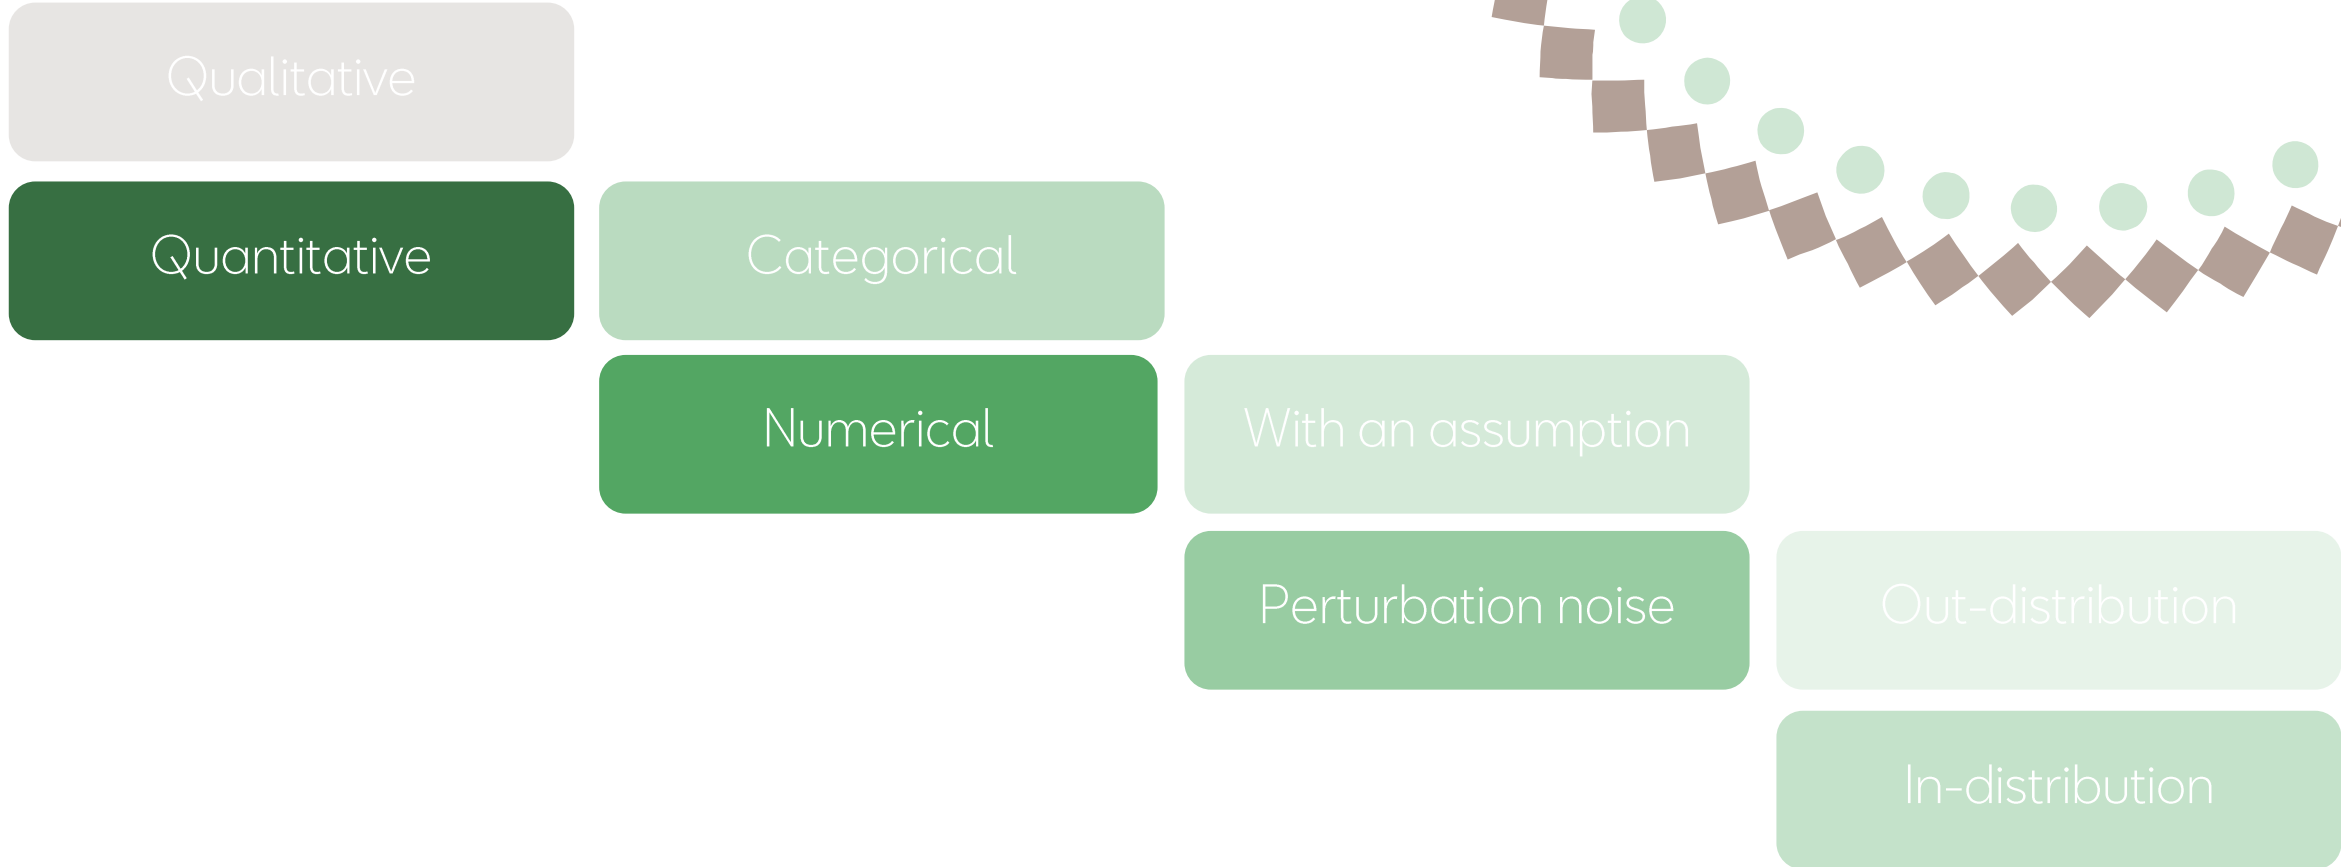 Qualitative
Quantitative
Categorical
Numerical
With an assumption
Perturbation noise
Out-distribution
In-distribution